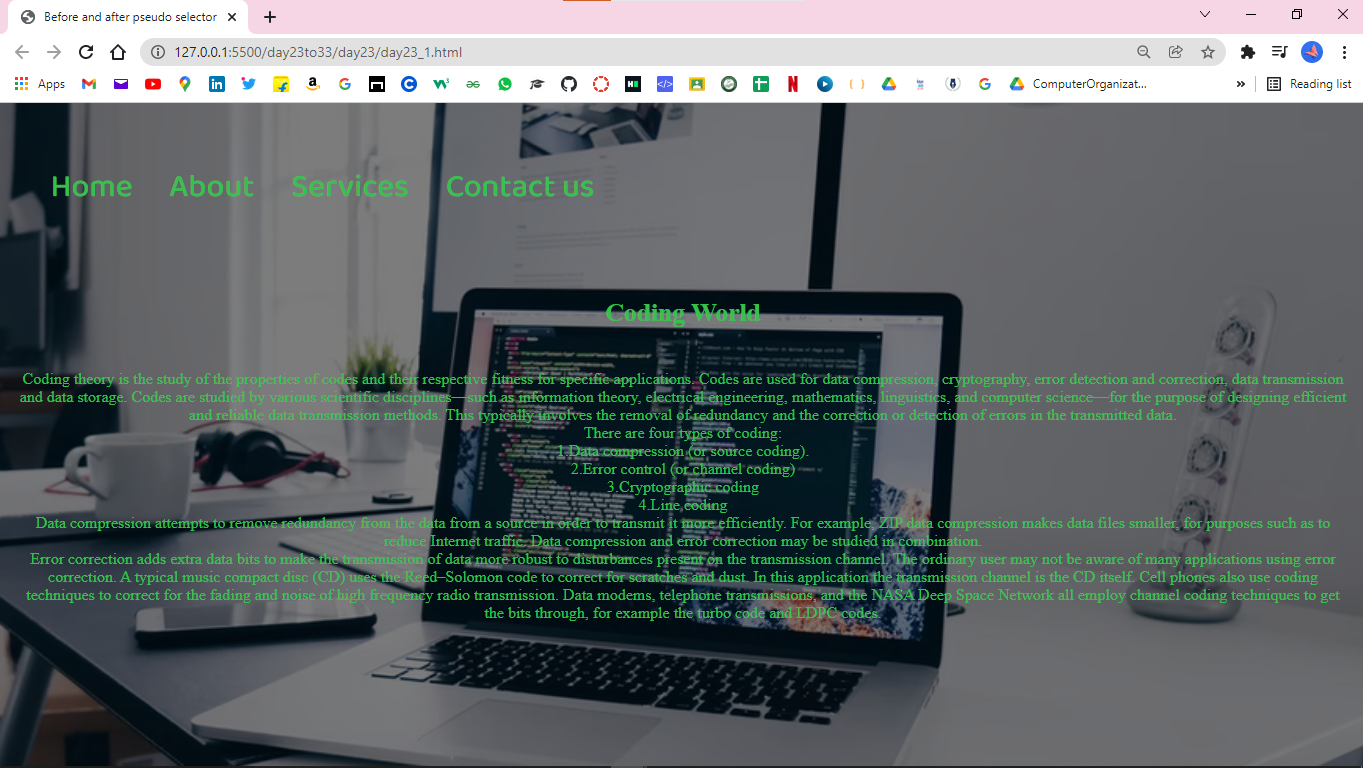 Before and after pseudo selector
127.0.0.1:5500/day23to33/day23/day23_1.html
Apps
ComputerOrganizat...
»
Reading list
Home About Services Contact us
Coding World
Coding theory is the study of the properties of codes and their respective fitness for specific applications. Codes are used for data compression, cryptography, error detection and correction, data transmission
and data storage. Codes are studied by various scientific disciplines—such as information theory, electrical engineering, mathematics, linguistics, and computer science—for the purpose of designing efficient
and reliable data transmission methods. This typically involves the removal of redundancy and the correction or detection of errors in the transmitted data.
There are four types of coding:
1.Data compression (or source coding).
2.Error control (or channel coding)
3.Cryptographic coding
4.Line coding
Data compression attempts to remove redundancy from the data from a source in order to transmit it more efficiently. For example, ZIP data compression makes data files smaller, for purposes such as to
reduce Internet traffic. Data compression and error correction may be studied in combination.
Error correction adds extra data bits to make the transmission of data more robust to disturbances present on the transmission channel. The ordinary user may not be aware of many applications using error
correction. A typical music compact disc (CD) uses the Reed–Solomon code to correct for scratches and dust. In this application the transmission channel is the CD itself. Cell phones also use coding
techniques to correct for the fading and noise of high frequency radio transmission. Data modems, telephone transmissions, and the NASA Deep Space Network all employ channel coding techniques to get
the bits through, for example the turbo code and LDPC codes.